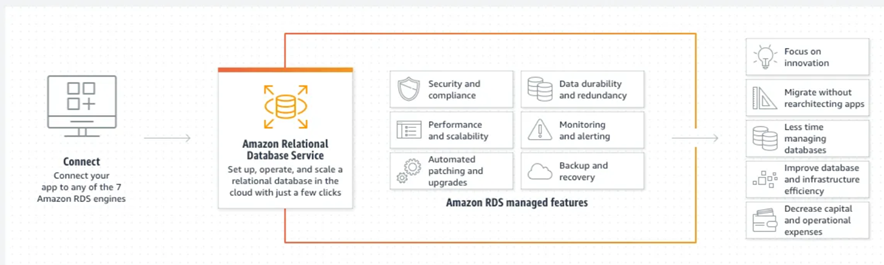 Connect
Connect your
app to any of the 7
Amazon RDS engines
Amazon Relational
Database Service
Set up, operate, and scale a
relational database in the
cloud with just a few clicks
Security and
compliance
Data durability
and redundancy
Performance
and scalability
Monitoring
and alerting
Automated
patching and
upgrades
Backup and
recovery
Amazon RDS managed features
Focus on
innovation
Migrate without
rearchitecting apps
Less time
managing
databases
Improve database
and infrastructure
efficiency
Decrease capital
and operational
expenses